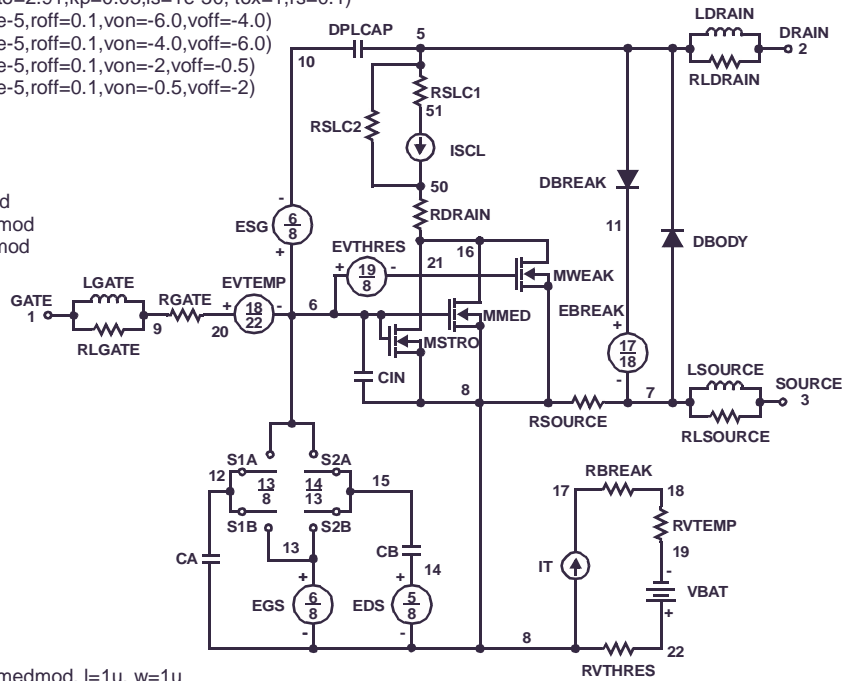 e-5,roff=0.1,von=-6.0,voff=-4.0)
e-5,roff=0.1,von=-4.0,voff=-6.0)
e-5,roff=0.1,von=-2,voff=-0.5)
e-5,roff=0.1,von=-0.5,voff=-2)
d
mod
mod
LDRAIN
DPLCAP
5
DRAIN
2
10
RLDRAIN
RSLC1
51
RSLC2
ISCL
50
DBREAK
-
ESG
6
8
+
RDRAIN
11
DBODY
EVTHRES
16
+ 19 -
8
21
MWEAK
LGATE
EVTEMP
GATE
1
RGATE
+ 18 -
22
6
EBREAK
MMED
+
RLGATE
9
20
MSTRO
17
18
-
LSOURCE
CIN
8
7
SOURCE
3
RSOURCE
RLSOURCE
S1A
S2A
12
13
8
14
13
15
RBREAK
17
18
S1B
S2B
RVTEMP
13
CB
CA
14
IT
19
-
+
+
VBAT
EGS
6
8
EDS
5
8
+
-
-
8
22
RVTHRES
medmod, l=1u, w=1u